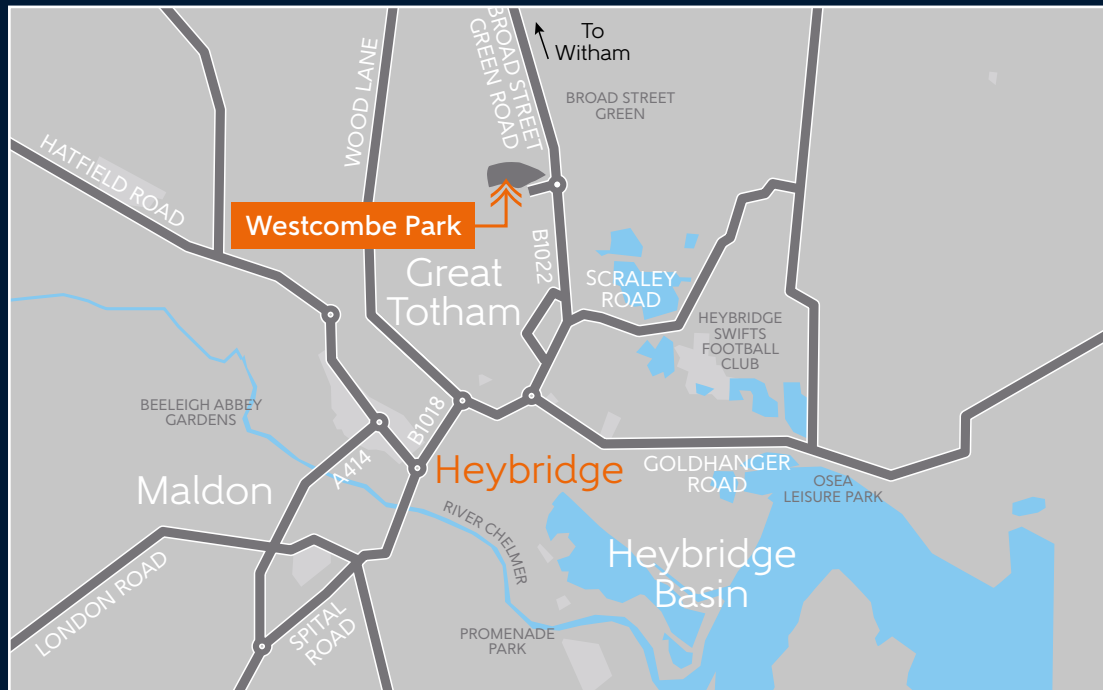 BROAD STREET
GREEN ROAD
To
Witham
WOOD LANE
BROAD STREET
GREEN
HATFIELD ROAD
Westcombe Park
B1022
Great
Totham
SCRALEY
ROAD
HEYBRIDGE
SWIFTS
FOOTBALL
CLUB
BEELEIGH ABBEY
GARDENS
B1018
A414
Heybridge
GOLDHANGER
ROAD
Maldon
OSEA
LEISURE PARK
RIVER CHELMER
Heybridge
Basin
LONDON ROAD
SPITAL
ROAD
PROMENADE
PARK